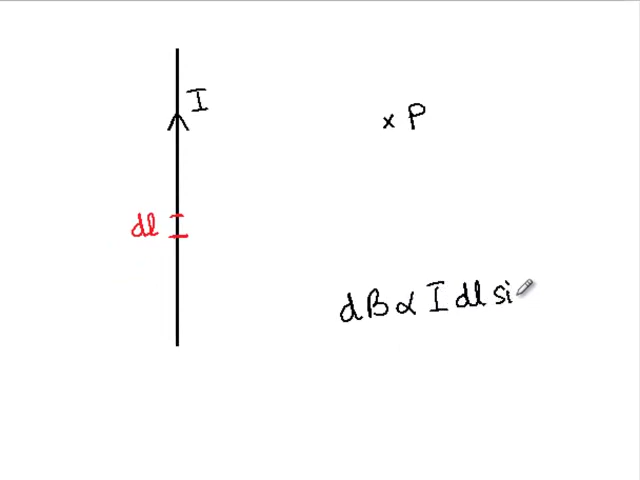 I
x P
dl
dB ∝ I dl si